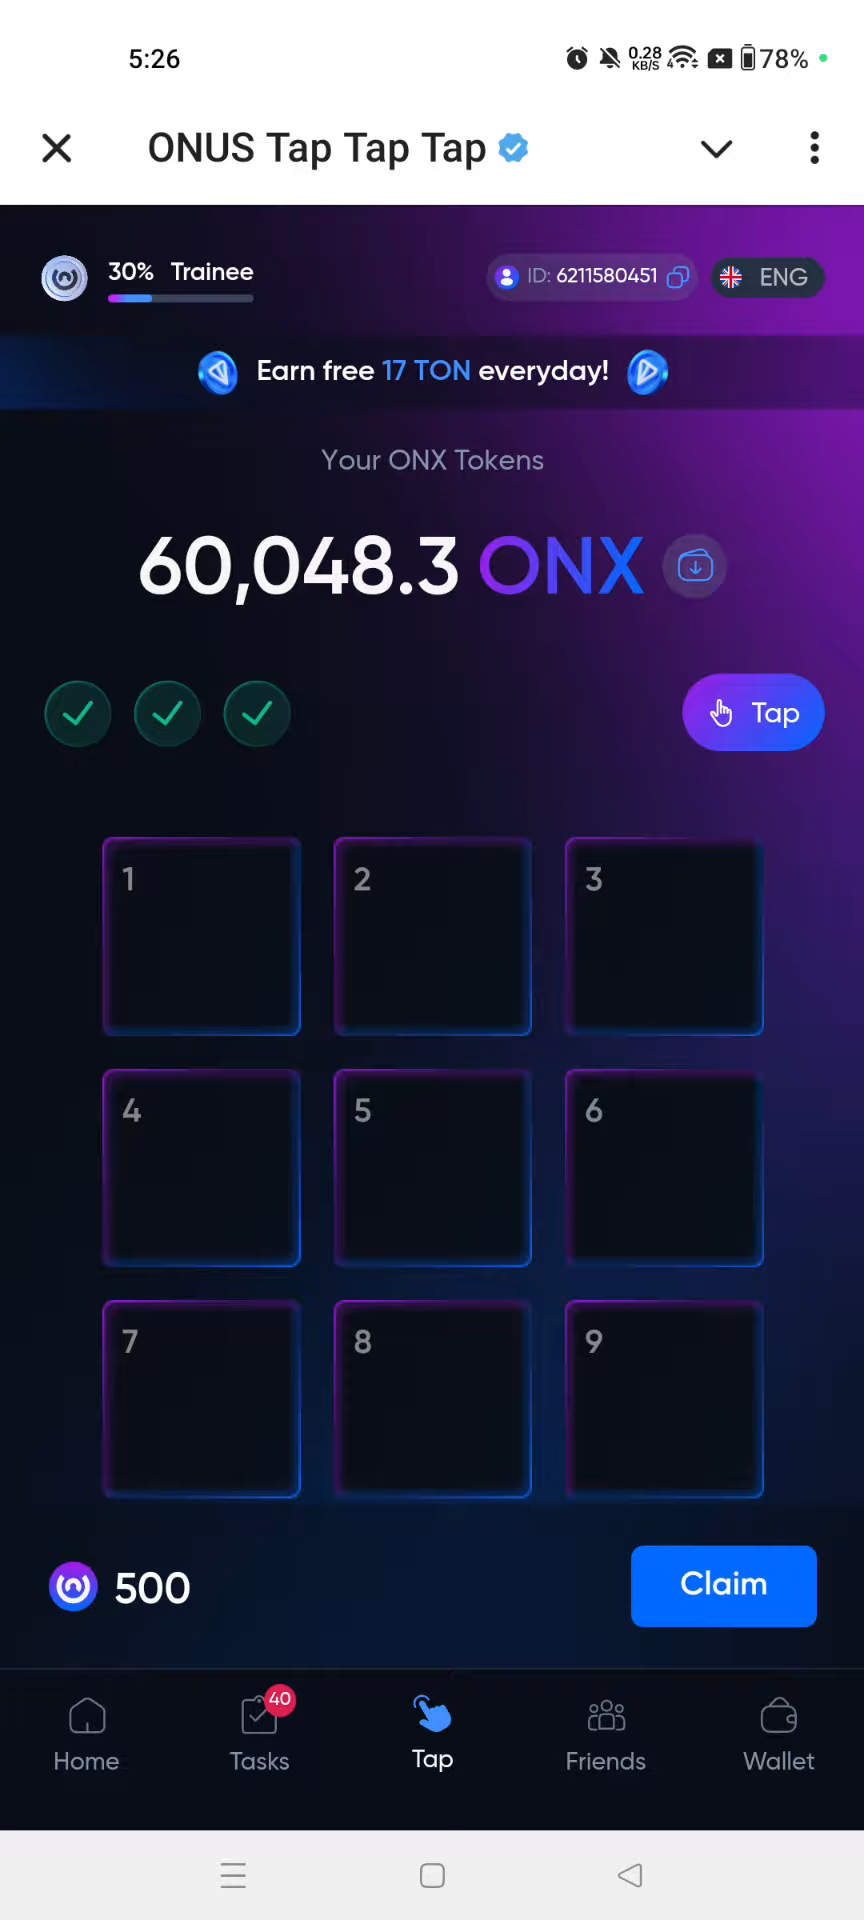 5:26
0.28
KB/S
4
78%
ONUS Tap Tap Tap
30% Trainee
ID: 6211580451
ENG
Earn free 17 TON everyday!
Your ONX Tokens
60,048.3 ONX
Tap
1 2 3
4 5 6
7 8 9
500
Claim
40
Home Tasks Tap Friends Wallet